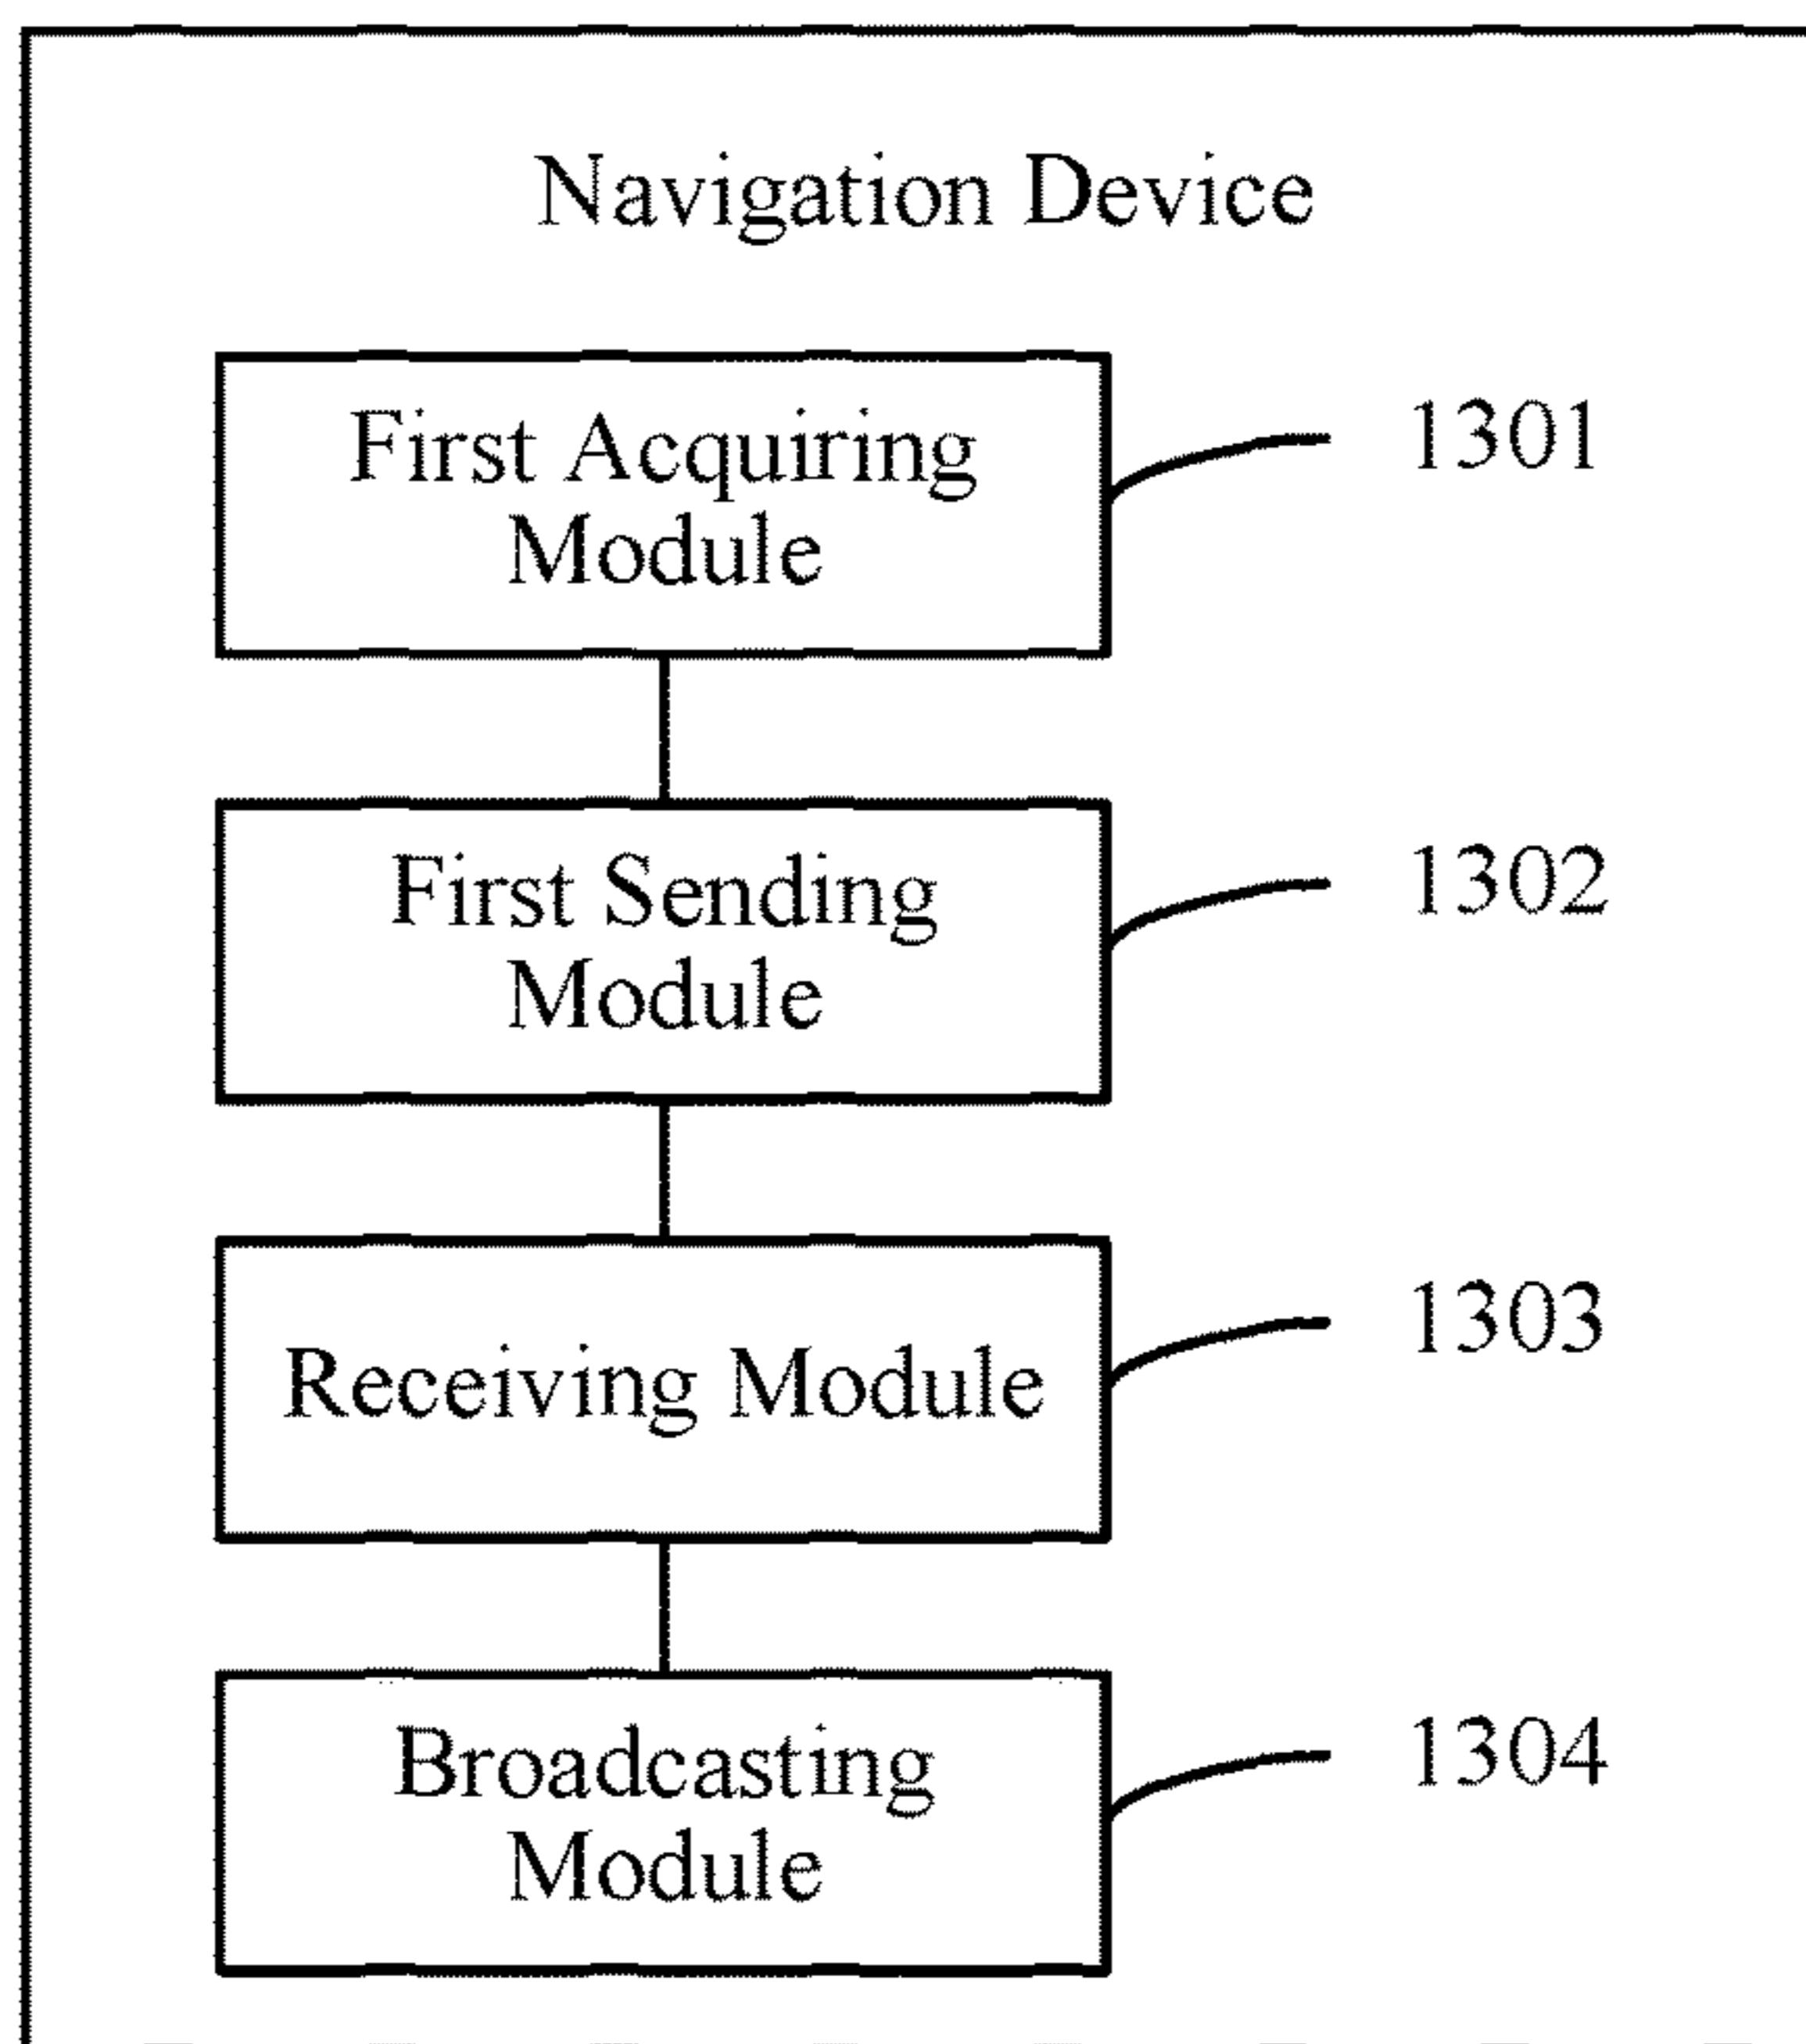 Navigation Device
First Acquiring
Module
1301
First Sending
Module
1302
Receiving Module
1303
Broadcasting
Module
1304